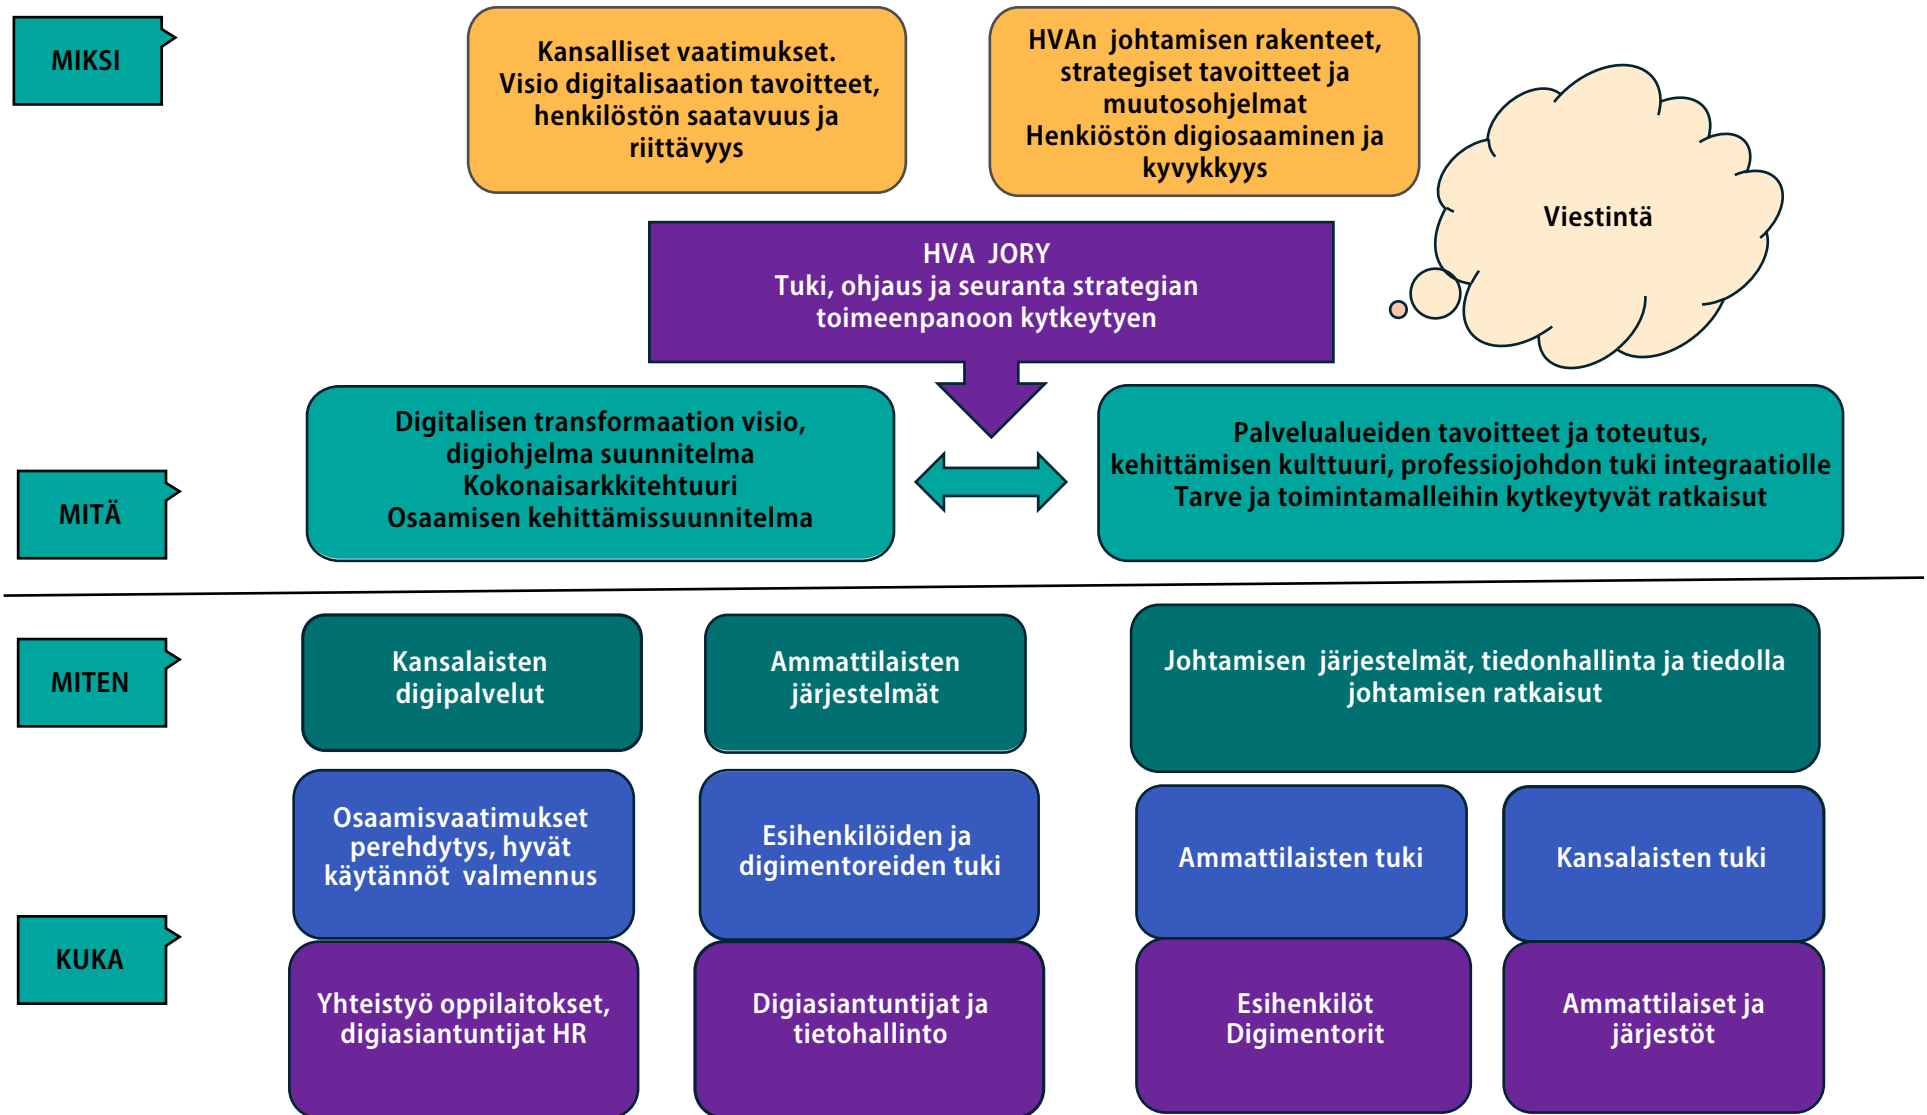 MIKSI
Kansalliset vaatimukset.
Visio digitalisaation tavoitteet,
henkilöstön saatavuus ja
riittävyys
HVAn johtamisen rakenteet,
strategiset tavoitteet ja
muutosohjelmat
Henkiöstön digiosaaminen ja
kyvykkyys
Viestintä
HVA JORY
Tuki, ohjaus ja seuranta strategian
toimeenpanoon kytkeytyen
MITÄ
Digitalisen transformaation visio,
digiohjelma suunnitelma
Kokonaisarkkitehtuuri
Osaamisen kehittämissuunnitelma
Palvelualueiden tavoitteet ja toteutus,
kehittämisen kulttuuri, professiojohdon tuki integraatiolle
Tarve ja toimintamalleihin kytkeytyvät ratkaisut
MITEN
Kansalaisten
digipalvelut
Ammattilaisten
järjestelmät
Johtamisen järjestelmät, tiedonhallinta ja tiedolla
johtamisen ratkaisut
Osaamisvaatimukset
perehdytys, hyvät
käytännöt valmennus
Esihenkilöiden ja
digimentoreiden tuki
Ammattilaisten tuki
Kansalaisten tuki
KUKA
Yhteistyö oppilaitokset,
digiasiantuntijat HR
Digiasiantuntijat ja
tietohallinto
Esihenkilöt
Digimentorit
Ammattilaiset ja
järjestöt